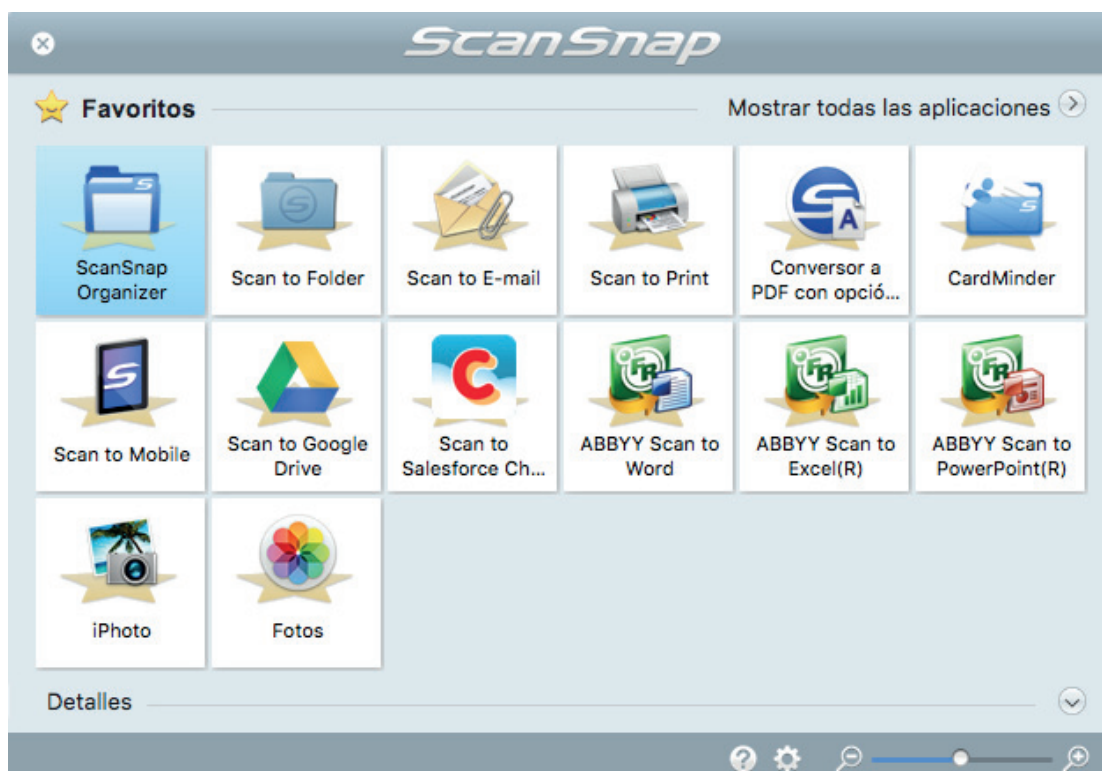 ScanSnap
Favoritos
Mostrar todas las aplicaciones
ScanSnap
Organizer
Scan to Folder
Scan to E-mail
Scan to Print
Conversor a
PDF con opció...
CardMinder
Scan to Mobile
Scan to Google
Drive
Scan to
Salesforce Ch...
ABBYY Scan to
Word
ABBYY Scan to
Excel(R)
ABBYY Scan to
PowerPoint(R)
iPhoto
Fotos
Detalles